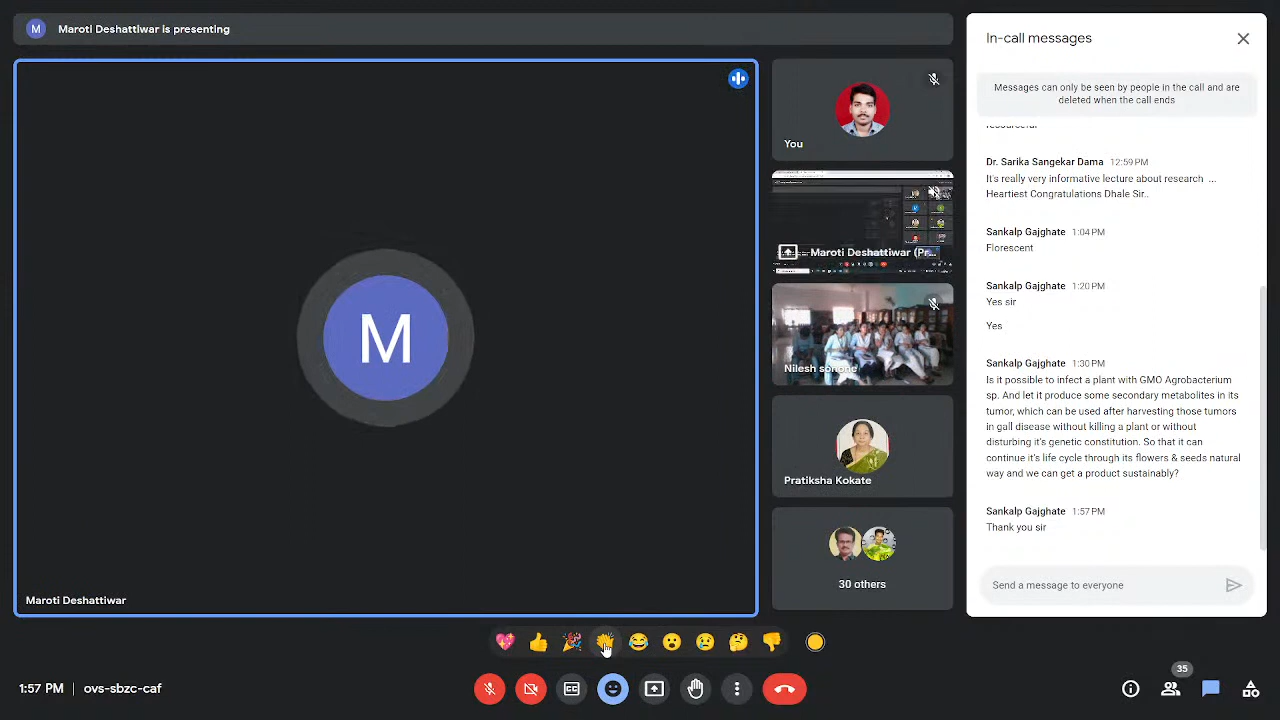 M
Maroti Deshattiwar is presenting
M
Maroti Deshattiwar
You
Maroti Deshattiwar (Pr...
Nilesh sonone
Pratiksha Kokate
30 others
In-call messages
Messages can only be seen by people in the call and are
deleted when the call ends
Dr. Sarika Sangekar Dama 12:59 PM
It's really very informative lecture about research ...
Heartiest Congratulations Dhale Sir..
Sankalp Gajghate 1:04 PM
Florescent
Sankalp Gajghate 1:20 PM
Yes sir
Yes
Sankalp Gajghate 1:30 PM
Is it possible to infect a plant with GMO Agrobacterium
sp. And let it produce some secondary metabolites in its
tumor, which can be used after harvesting those tumors
in gall disease without killing a plant or without
disturbing it's genetic constitution. So that it can
continue it's life cycle through its flowers & seeds natural
way and we can get a product sustainably?
Sankalp Gajghate 1:57 PM
Thank you sir
Send a message to everyone
1:57 PM | ovs-sbzc-caf
CC
35